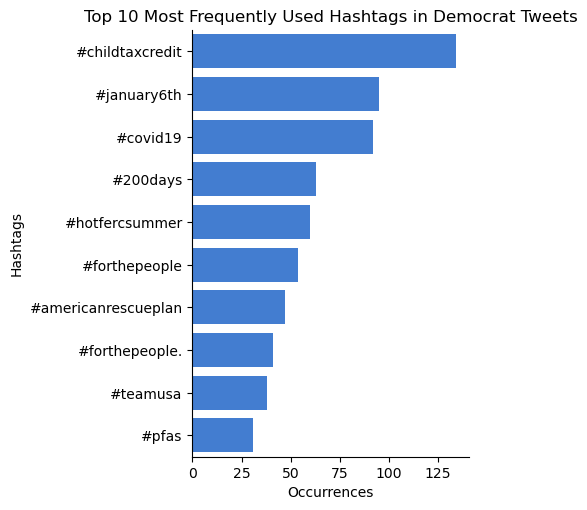 Top 10 Most Frequently Used Hashtags in Democrat Tweets
#childtaxcredit
#january6th
#covid19
#200days
#hotfercsummer
#forthepeople
#americanrescueplan
#forthepeople.
#teamusa
#pfas
Hashtags
0 25 50 75 100 125
Occurrences